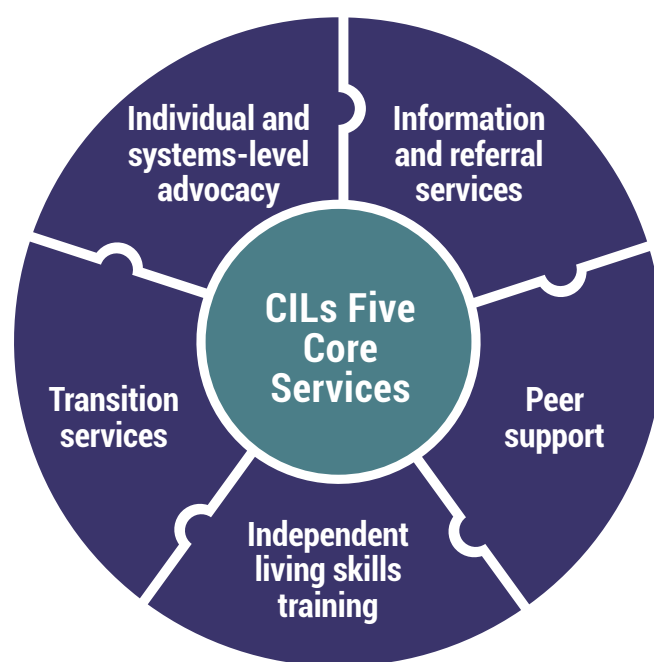 Individual and
systems-level
advocacy
Information
and referral
services
CILs Five
Core
Services
Transition
services
Peer
support
Independent
living skills
training